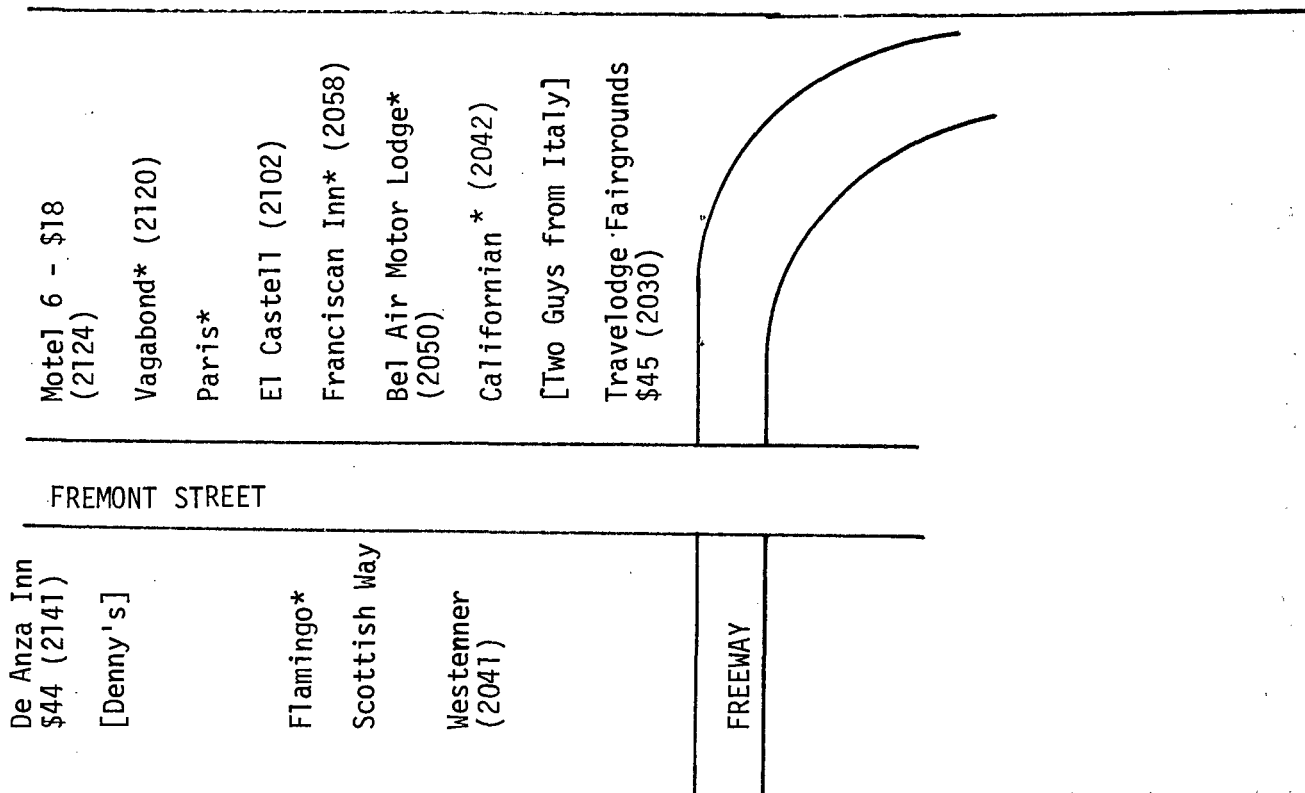 Motel 6 - $18
(2124)
Vagabond* (2120)
Paris*
El Castell (2102)
Franciscan Inn* (2058)
Bel Air Motor Lodge*
(2050)
Californian* (2042)
[Two Guys from Italy]
Travelodge Fairgrounds
$45 (2030)
FREMONT STREET
De Anza Inn
$44 (2141)
[Denny's]
Flamingo*
Scottish Way
Westenner
(2041)
FREEWAY